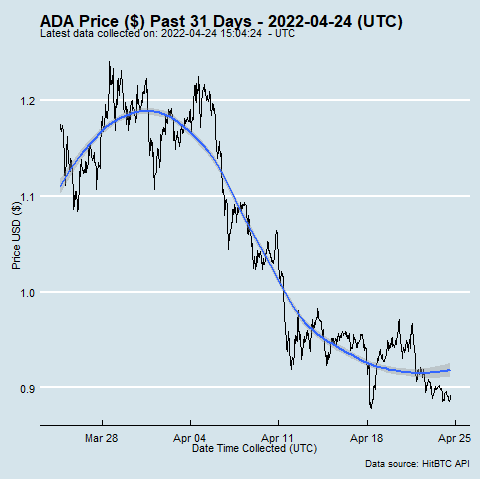 ADA Price ($) Past 31 Days - 2022-04-24 (UTC)
Latest data collected on: 2022-04-24 15:04:24  - UTC
1.2
1.1
1.0
0.9
Price USD ($)
Mar 28 Apr 04 Apr 11 Apr 18 Apr 25
Date Time Collected (UTC)
Data source: HitBTC API